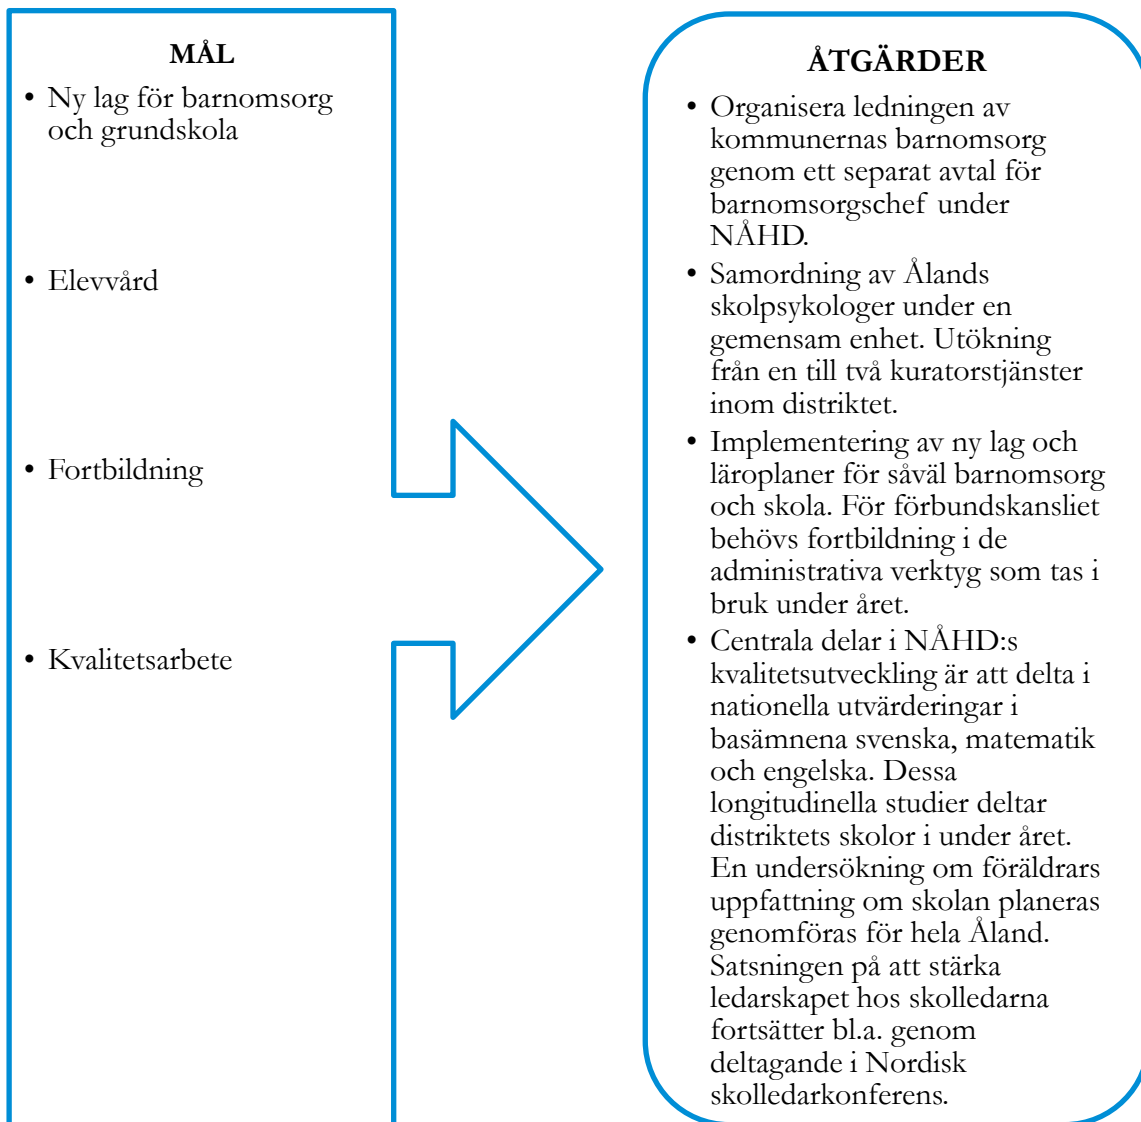 MÅL
• Ny lag för barnomsorg
och grundskola
• Elevvård
• Fortbildning
• Kvalitetsarbete
ÅTGÄRDER
• Organisera ledningen av
kommunernas barnomsorg
genom ett separat avtal för
barnomsorgschef under
NÅHD.
• Samordning av Ålands
skolpsykologer under en
gemensam enhet. Utökning
från en till två kuratorstjänster
inom distriktet.
• Implementering av ny lag och
läroplaner för såväl barnomsorg
och skola. För förbundskansliet
behövs fortbildning i de
administrativa verktyg som tas i
bruk under året.
• Centrala delar i NÅHD:s
kvalitetsutveckling är att delta i
nationella utvärderingar i
basämnena svenska, matematik
och engelska. Dessa
longitudinella studier deltar
distriktets skolor i under året.
En undersökning om föräldrars
uppfattning om skolan planeras
genomföras för hela Åland.
Satsningen på att stärka
ledarskapet hos skolledarna
fortsätter bl.a. genom
deltagande i Nordisk
skolledarkonferens.